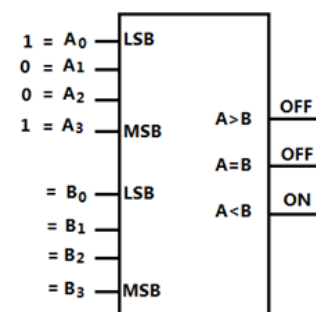 1 = A0 LSB
0 = A1
0 = A2
1 = A3 MSB
A>B OFF
A=B OFF
= B0 LSB
A<B ON
= B1
= B2
= B3 MSB